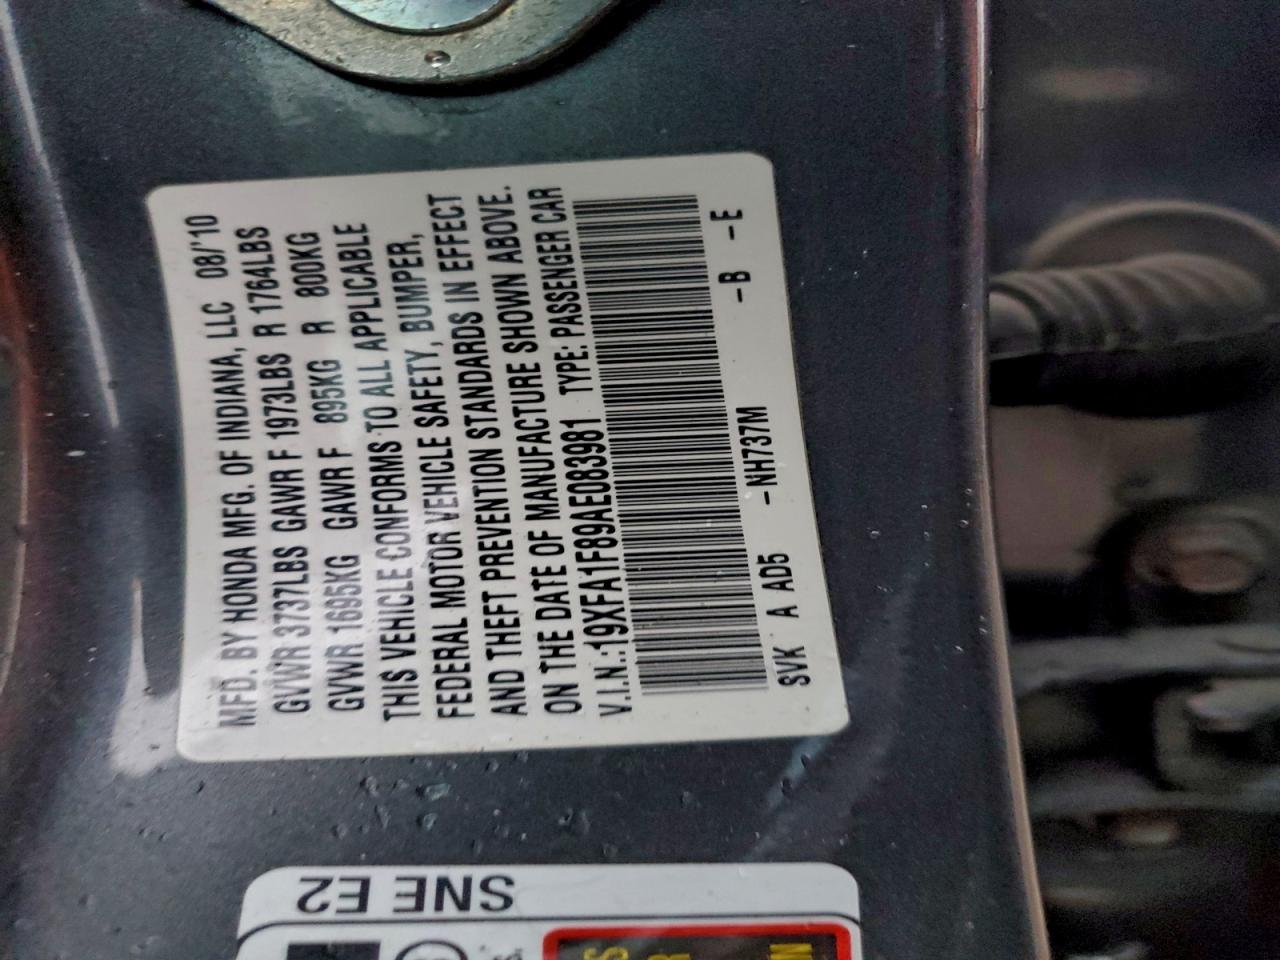 MFD. BY HONDA MFG. OF INDIANA, LLC 08/'10
GVWR 3737LBS GAWR F 1973LBS R 1764LBS
GVWR 1695KG GAWR F 895KG R 800KG
THIS VEHICLE CONFORMS TO ALL APPLICABLE
FEDERAL MOTOR VEHICLE SAFETY, BUMPER,
AND THEFT PREVENTION STANDARDS IN EFFECT
ON THE DATE OF MANUFACTURE SHOWN ABOVE.
V.I.N.:19XFA1F89AE083981 TYPE: PASSENGER CAR
SVK A AD5 -NH737M -B -E
SNE E2